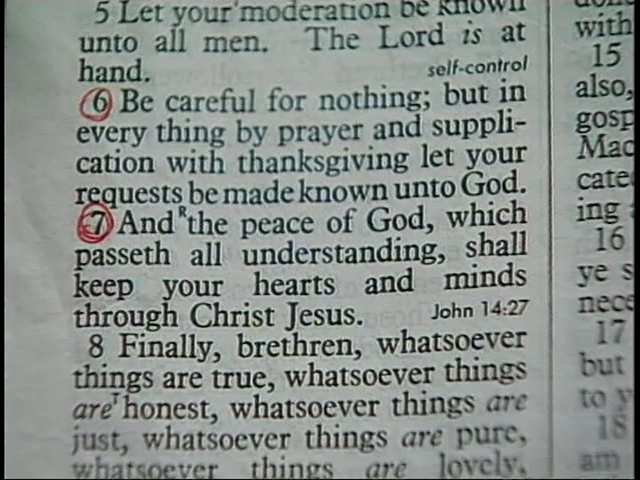 5 Let your moderation be known
unto all men. The Lord is at
hand. self-control
6 Be careful for nothing; but in
every thing by prayer and suppli-
cation with thanksgiving let your
requests be made known unto God.
7 And R the peace of God, which
passeth all understanding, shall
keep your hearts and minds
through Christ Jesus. John 14:27
8 Finally, brethren, whatsoever
things are true, whatsoever things
are T honest, whatsoever things are
just, whatsoever things are pure,
whatsoever things are lovely,
with
15
also,
gosp
Mac
cate
ing
16
ye s
nece
17
but
to y
18
am